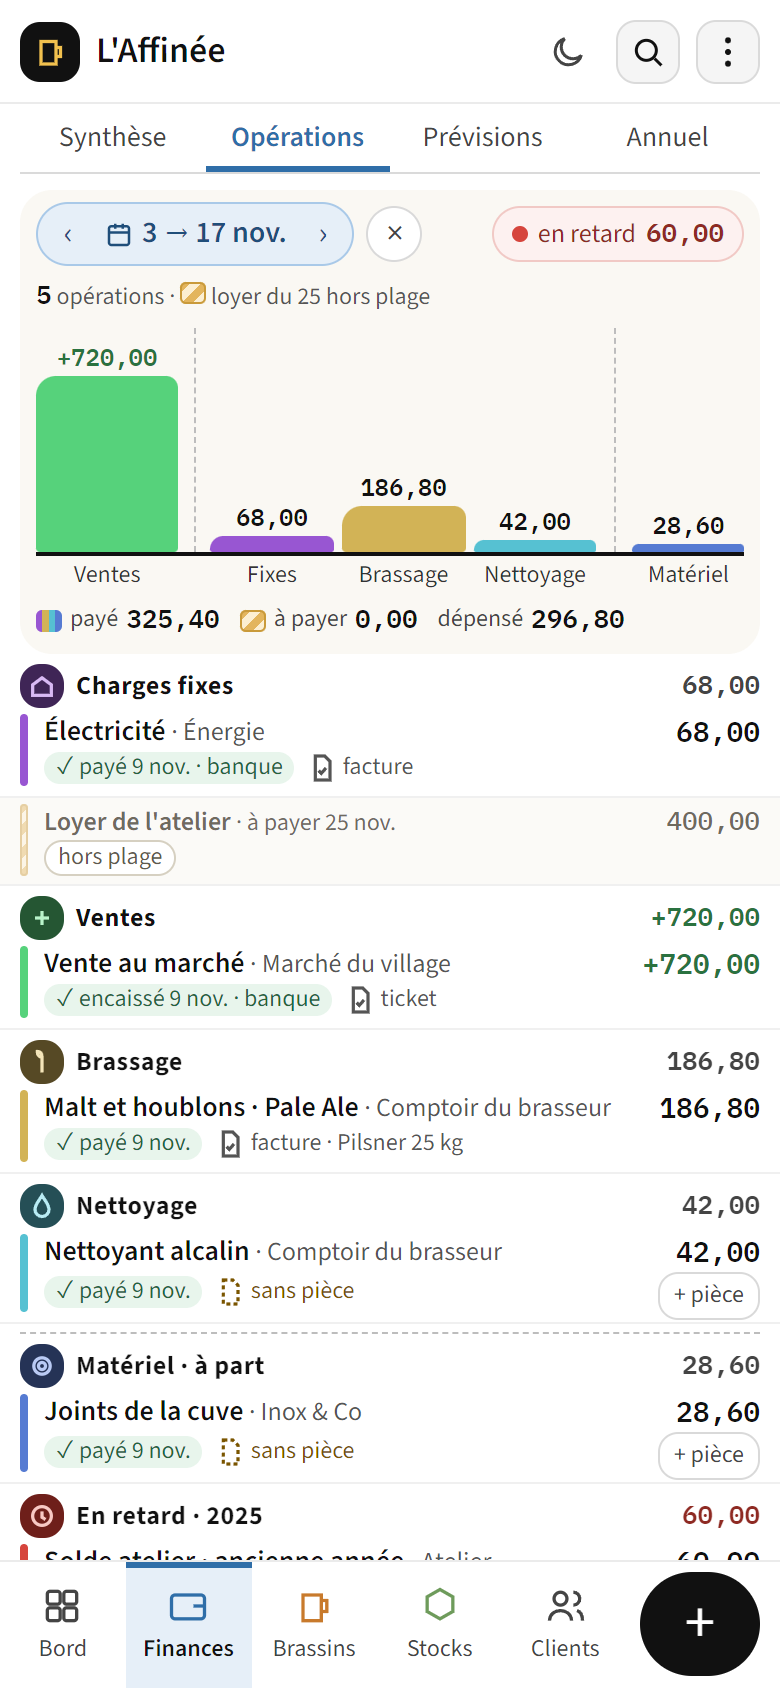 L'Affinée
Synthèse Opérations Prévisions Annuel
‹ 3 → 17 nov. › × en retard 60,00
5 opérations · loyer du 25 hors plage
+720,00 68,00 186,80 42,00 28,60
Ventes Fixes Brassage Nettoyage Matériel
payé 325,40 à payer 0,00 dépensé 296,80
Charges fixes 68,00
Électricité · Énergie 68,00
✓ payé 9 nov. · banque facture
Loyer de l'atelier · à payer 25 nov. 400,00
hors plage
Ventes +720,00
Vente au marché · Marché du village +720,00
✓ encaissé 9 nov. · banque ticket
Brassage 186,80
Malt et houblons · Pale Ale · Comptoir du brasseur 186,80
✓ payé 9 nov. facture · Pilsner 25 kg
Nettoyage 42,00
Nettoyant alcalin · Comptoir du brasseur 42,00
✓ payé 9 nov. sans pièce + pièce
Matériel · à part 28,60
Joints de la cuve · Inox & Co 28,60
✓ payé 9 nov. sans pièce + pièce
En retard · 2025 60,00
Solde atelier · ancienne année · Atelier 60,00
Bord Finances Brassins Stocks Clients +